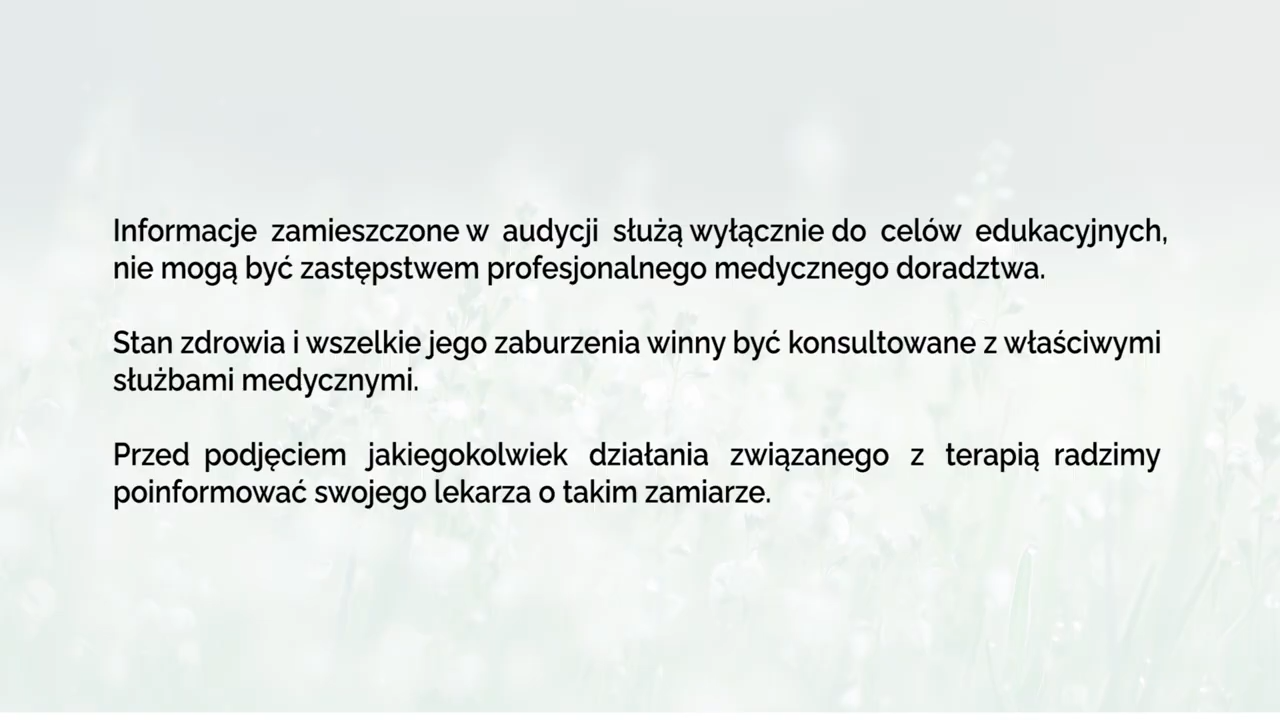 Informacje zamieszczone w audycji służą wyłącznie do celów edukacyjnych,
nie mogą być zastępstwem profesjonalnego medycznego doradztwa.
Stan zdrowia i wszelkie jego zaburzenia winny być konsultowane z właściwymi
służbami medycznymi.
Przed podjęciem jakiegokolwiek działania związanego z terapią radzimy
poinformować swojego lekarza o takim zamiarze.